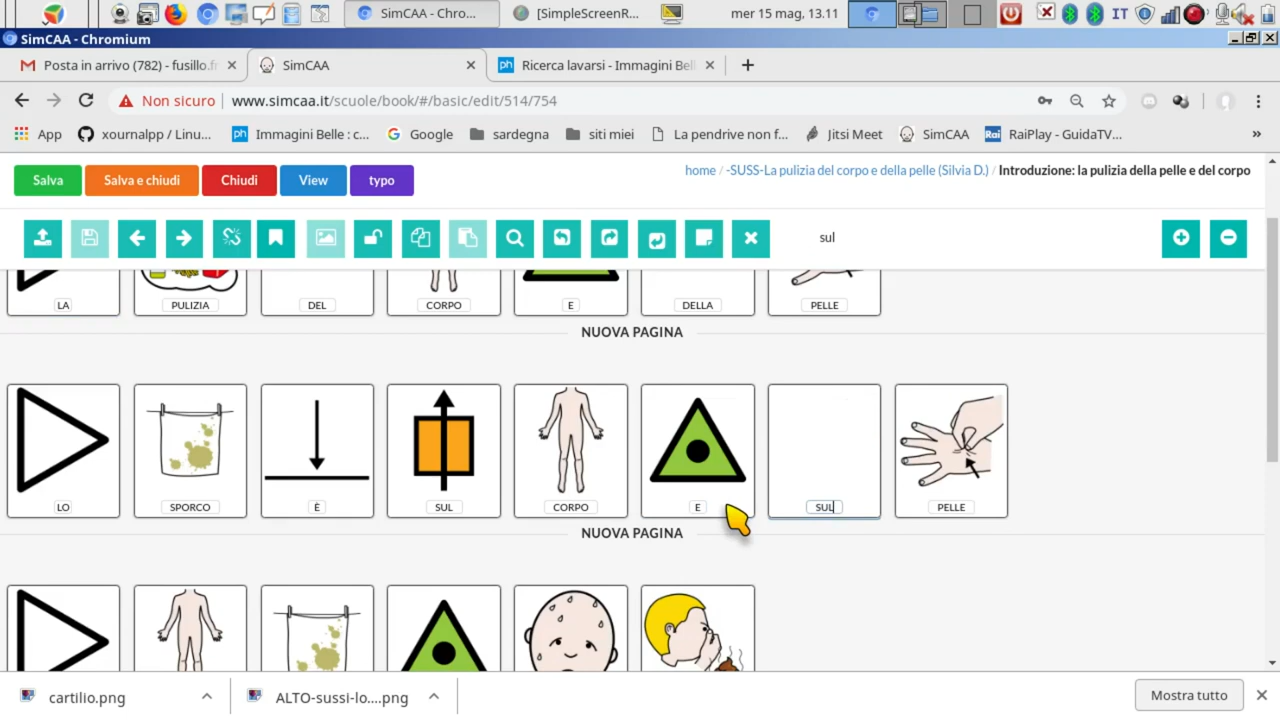 SimCAA - Chro...
[SimpleScreenR...
mer 15 mag, 13.11
IT
SimCAA - Chromium
Posta in arrivo (782) - fusillo.fr
SimCAA
Ricerca lavarsi - Immagini Bell
Non sicuro
www.simcaa.it/scuole/book/#/basic/edit/514/754
App
xournalpp / Linu...
Immagini Belle : c...
Google
sardegna
siti miei
La pendrive non f...
Jitsi Meet
SimCAA
RaiPlay - GuidaTV...
»
Salva
Salva e chiudi
Chiudi
View
typo
home / -SUSS-La pulizia del corpo e della pelle (Silvia D.) / Introduzione: la pulizia della pelle e del corpo
sul
LA
PULIZIA
DEL
CORPO
E
DELLA
PELLE
NUOVA PAGINA
LO
SPORCO
È
SUL
CORPO
E
SUL
PELLE
NUOVA PAGINA
cartilio.png
ALTO-sussi-lo....png
Mostra tutto